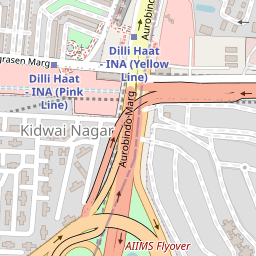 Aurobindo
Dilli Haat
- INA (Yellow
Line)
grasen Marg
Dilli Haat
- INA (Pink
Line)
Kidwai Nagar
Aurobindo Marg
AIIMS Flyover